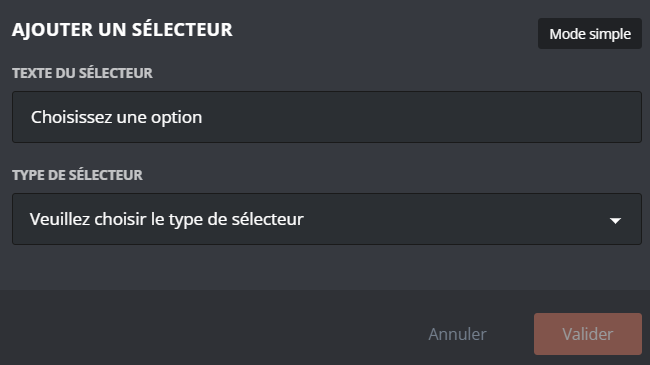 AJOUTER UN SÉLECTEUR
Mode simple
TEXTE DU SÉLECTEUR
Choisissez une option
TYPE DE SÉLECTEUR
Veuillez choisir le type de sélecteur
Annuler
Valider